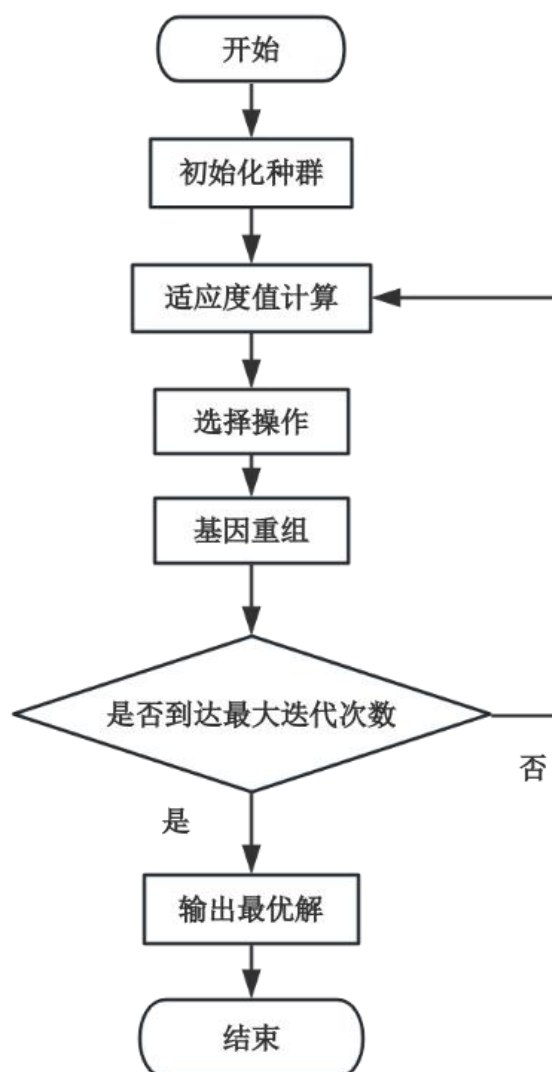 开始
初始化种群
适应度值计算
选择操作
基因重组
是否到达最大迭代次数
否
是
输出最优解
结束